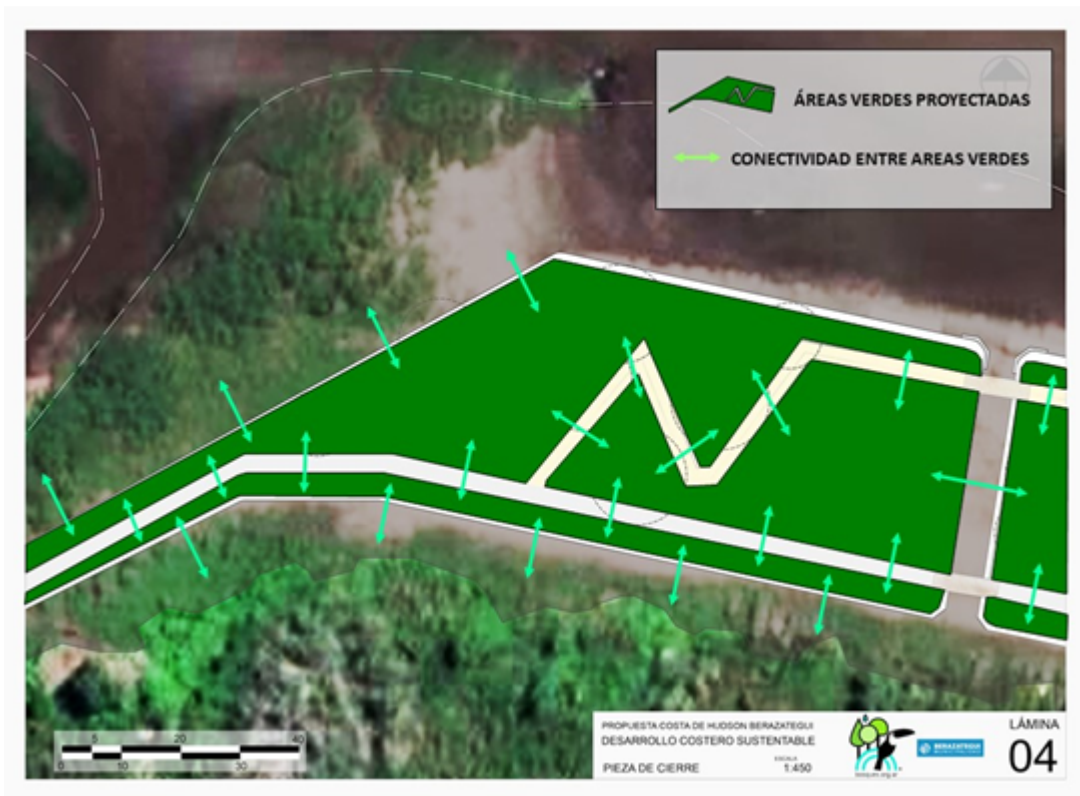 ÁREAS VERDES PROYECTADAS
CONECTIVIDAD ENTRE AREAS VERDES
5 20 40
0 10 30
PROPUESTA COSTA DE HUDSON BERAZATEGUI
DESARROLLO COSTERO SUSTENTABLE
PIEZA DE CIERRE
ESCALA
1:450
BERAZATEGUI
LÁMINA
04